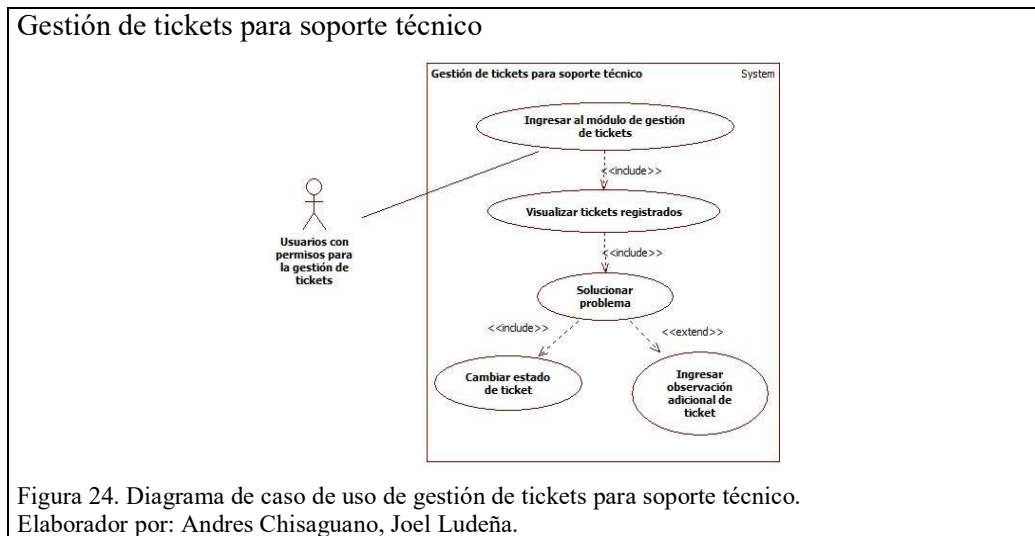 Gestión de tickets para soporte técnico
Gestión de tickets para soporte técnico
System
Ingresar al módulo de gestión
de tickets
<<include>>
Visualizar tickets registrados
Usuarios con
permisos para
la gestión de
tickets
<<include>>
Solucionar
problema
<<include>>
<<extend>>
Cambiar estado
de ticket
Ingresar
observación
adicional de
ticket
Figura 24. Diagrama de caso de uso de gestión de tickets para soporte técnico.
Elaborador por: Andres Chisaguano, Joel Ludeña.